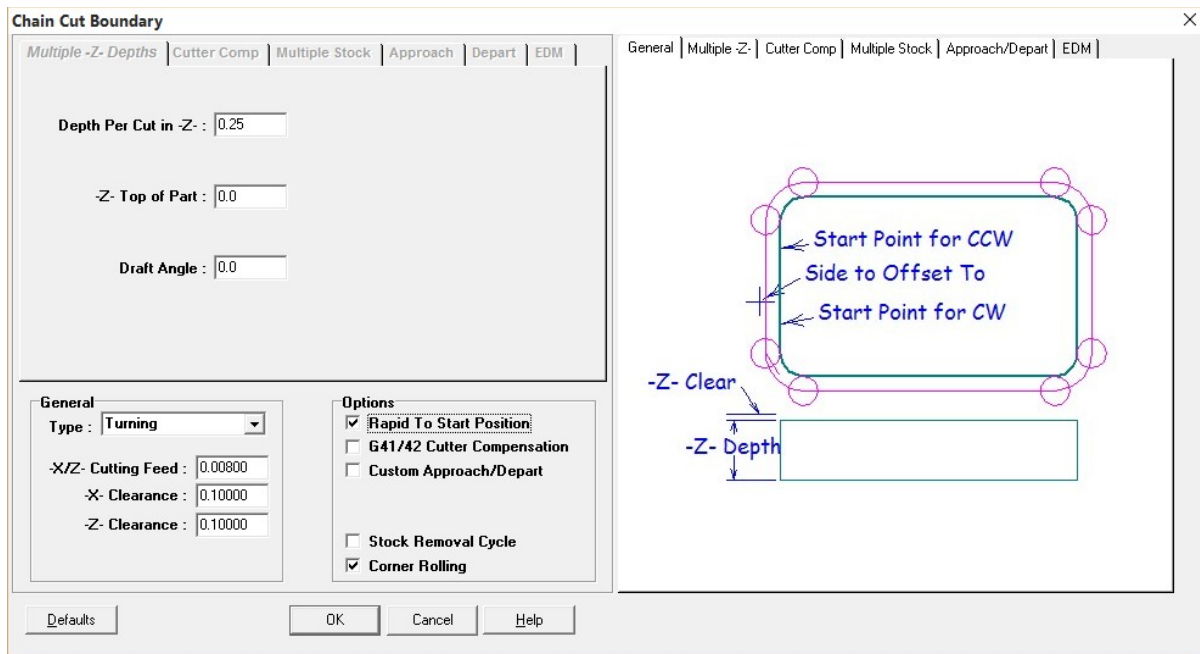 Chain Cut Boundary
Multiple -Z- Depths Cutter Comp Multiple Stock Approach Depart EDM
Depth Per Cut in -Z- : 0.25
-Z- Top of Part : 0.0
Draft Angle : 0.0
General
Type : Turning
-X/Z- Cutting Feed : 0.00800
-X- Clearance : 0.10000
-Z- Clearance : 0.10000
Options
Rapid To Start Position
G41/42 Cutter Compensation
Custom Approach/Depart
Stock Removal Cycle
Corner Rolling
Defaults OK Cancel Help
General Multiple -Z- Cutter Comp Multiple Stock Approach/Depart EDM
Start Point for CCW
Side to Offset To
Start Point for CW
-Z- Clear
-Z- Depth